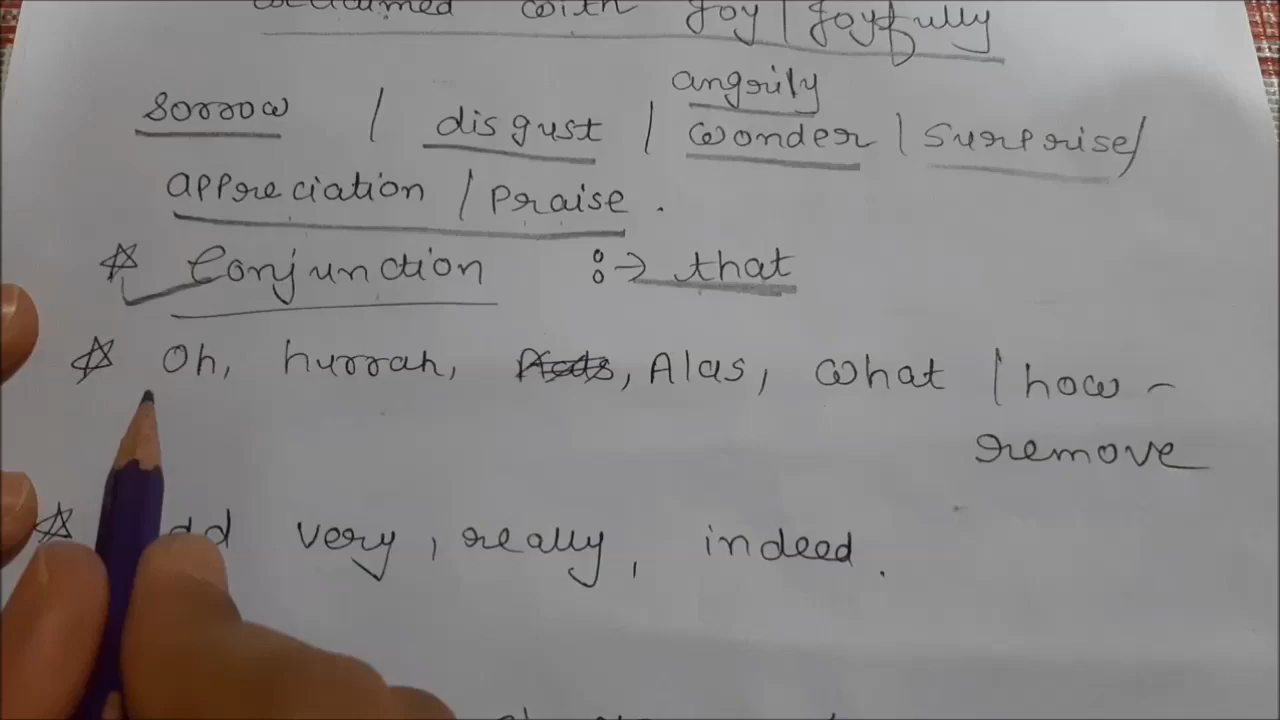 with Joy | Joyfully
angrily
sorrow / disgust / wonder / surprise /
appreciation / praise.
☆ Conjunction :→ that
☆ Oh, hurrah, , Alas, what / how -
remove
☆ very, really, indeed.